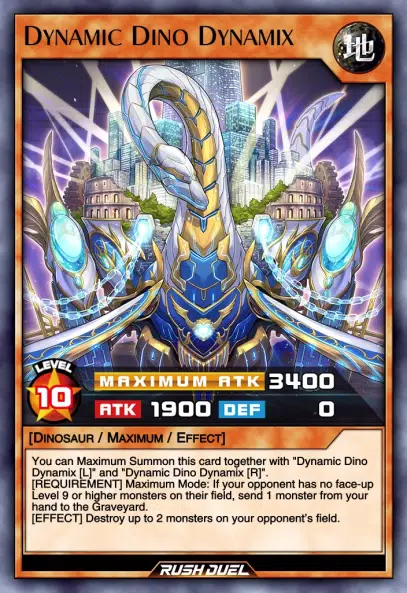 DYNAMIC DINO DYNAMIX
地
MAXIMUM ATK 3400
LEVEL
10
ATK 1900 DEF 0
[DINOSAUR / MAXIMUM / EFFECT]
You can Maximum Summon this card together with "Dynamic Dino
Dynamix [L]" and "Dynamic Dino Dynamix [R]".
[REQUIREMENT] Maximum Mode: If your opponent has no face-up
Level 9 or higher monsters on their field, send 1 monster from your
hand to the Graveyard.
[EFFECT] Destroy up to 2 monsters on your opponent's field.
RUSH DUEL